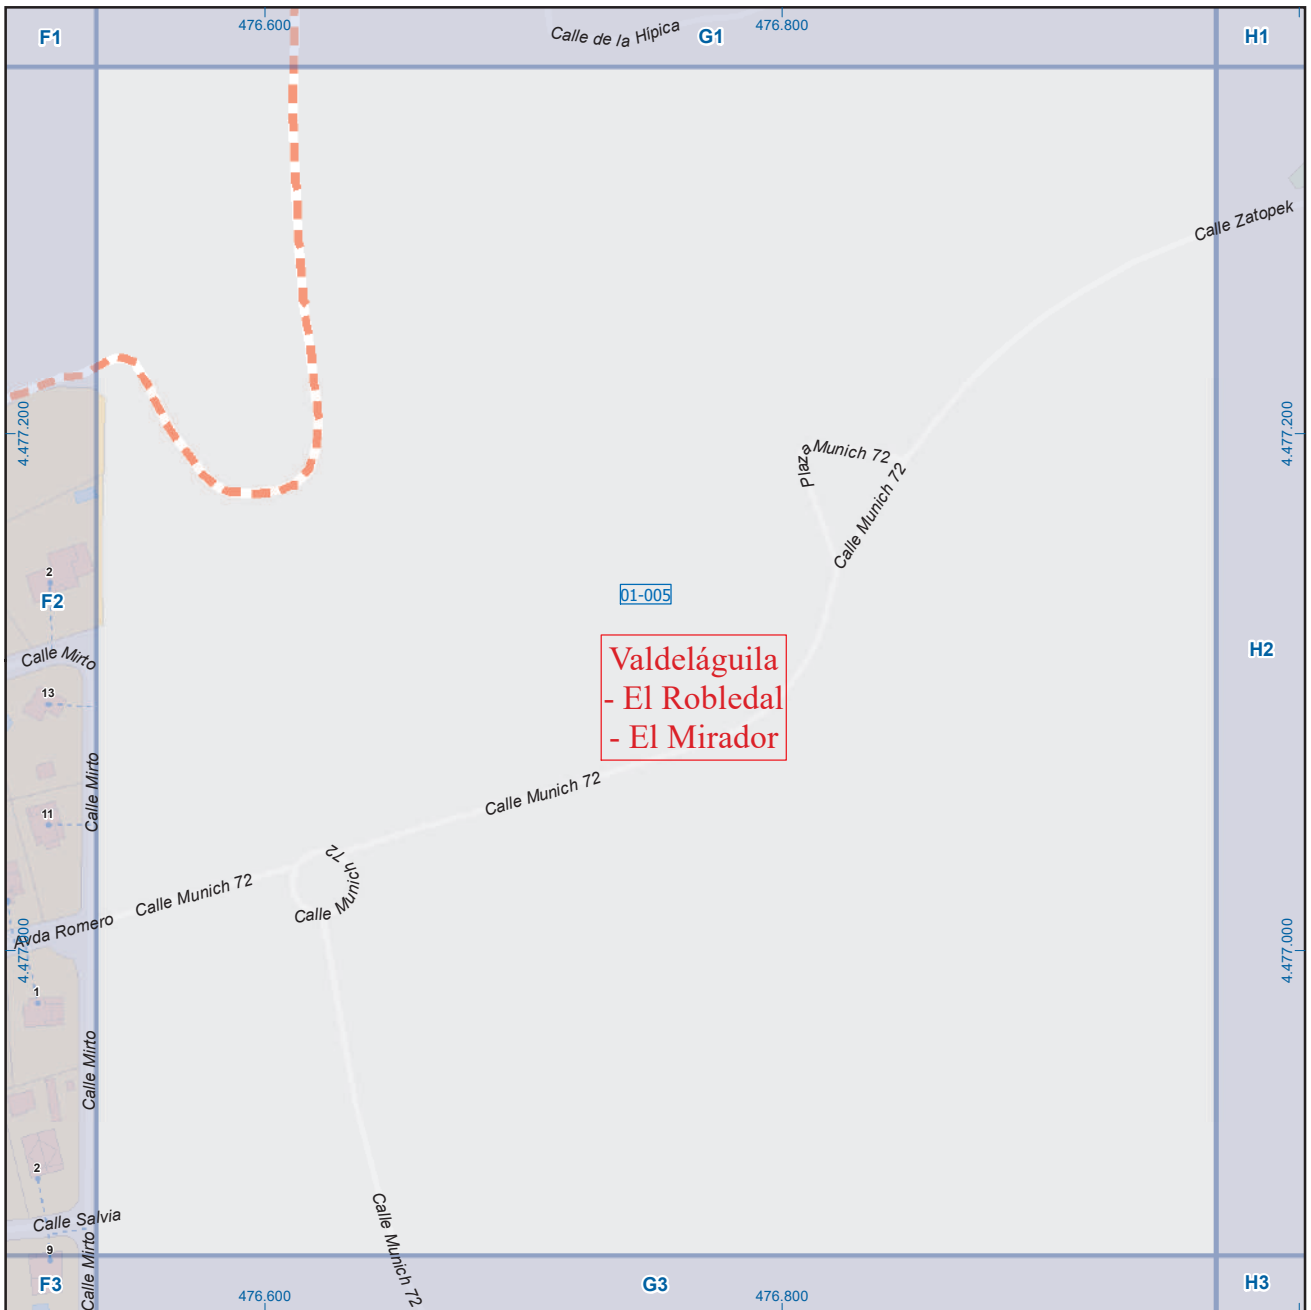 476.600
476.800
F1
Calle de la Hípica
G1
H1
Calle Zatopek
4.477.200
4.477.200
Plaza Munich 72
Calle Munich 72
2
F2
01-005
Calle Mirto
Valdeláguila
- El Robledal
- El Mirador
H2
13
Calle Mirto
11
Calle Munich 72
Calle Munich 72
Calle Munich 72
Avda Romero
4.477.000
4.477.000
1
Calle Mirto
2
Calle Salvia
Calle Munich 72
9
Calle Mirto
F3
476.600
G3
476.800
H3